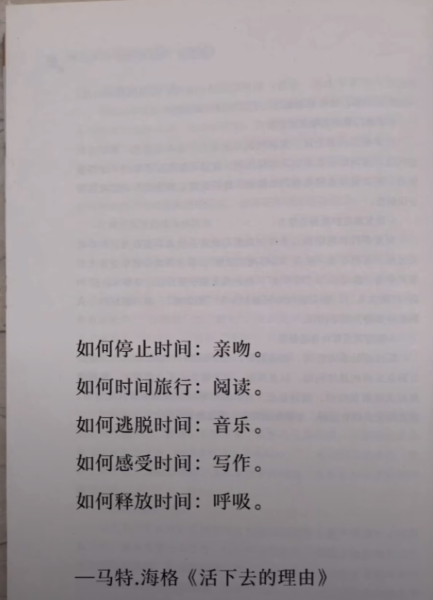 如何停止时间：亲吻。
如何时间旅行：阅读。
如何逃脱时间：音乐。
如何感受时间：写作。
如何释放时间：呼吸。
—马特.海格《活下去的理由》